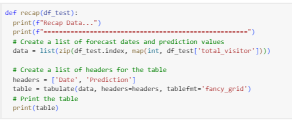 def recap(df_test):
print(f"Recap Data...")
print(f"==================================================")
# Create a list of forecast dates and prediction values
data = list(zip(df_test.index, map(int, df_test['total_visitor'])))
# Create a list of headers for the table
headers = ['Date', 'Prediction']
table = tabulate(data, headers=headers, tablefmt='fancy_grid')
# Print the table
print(table)